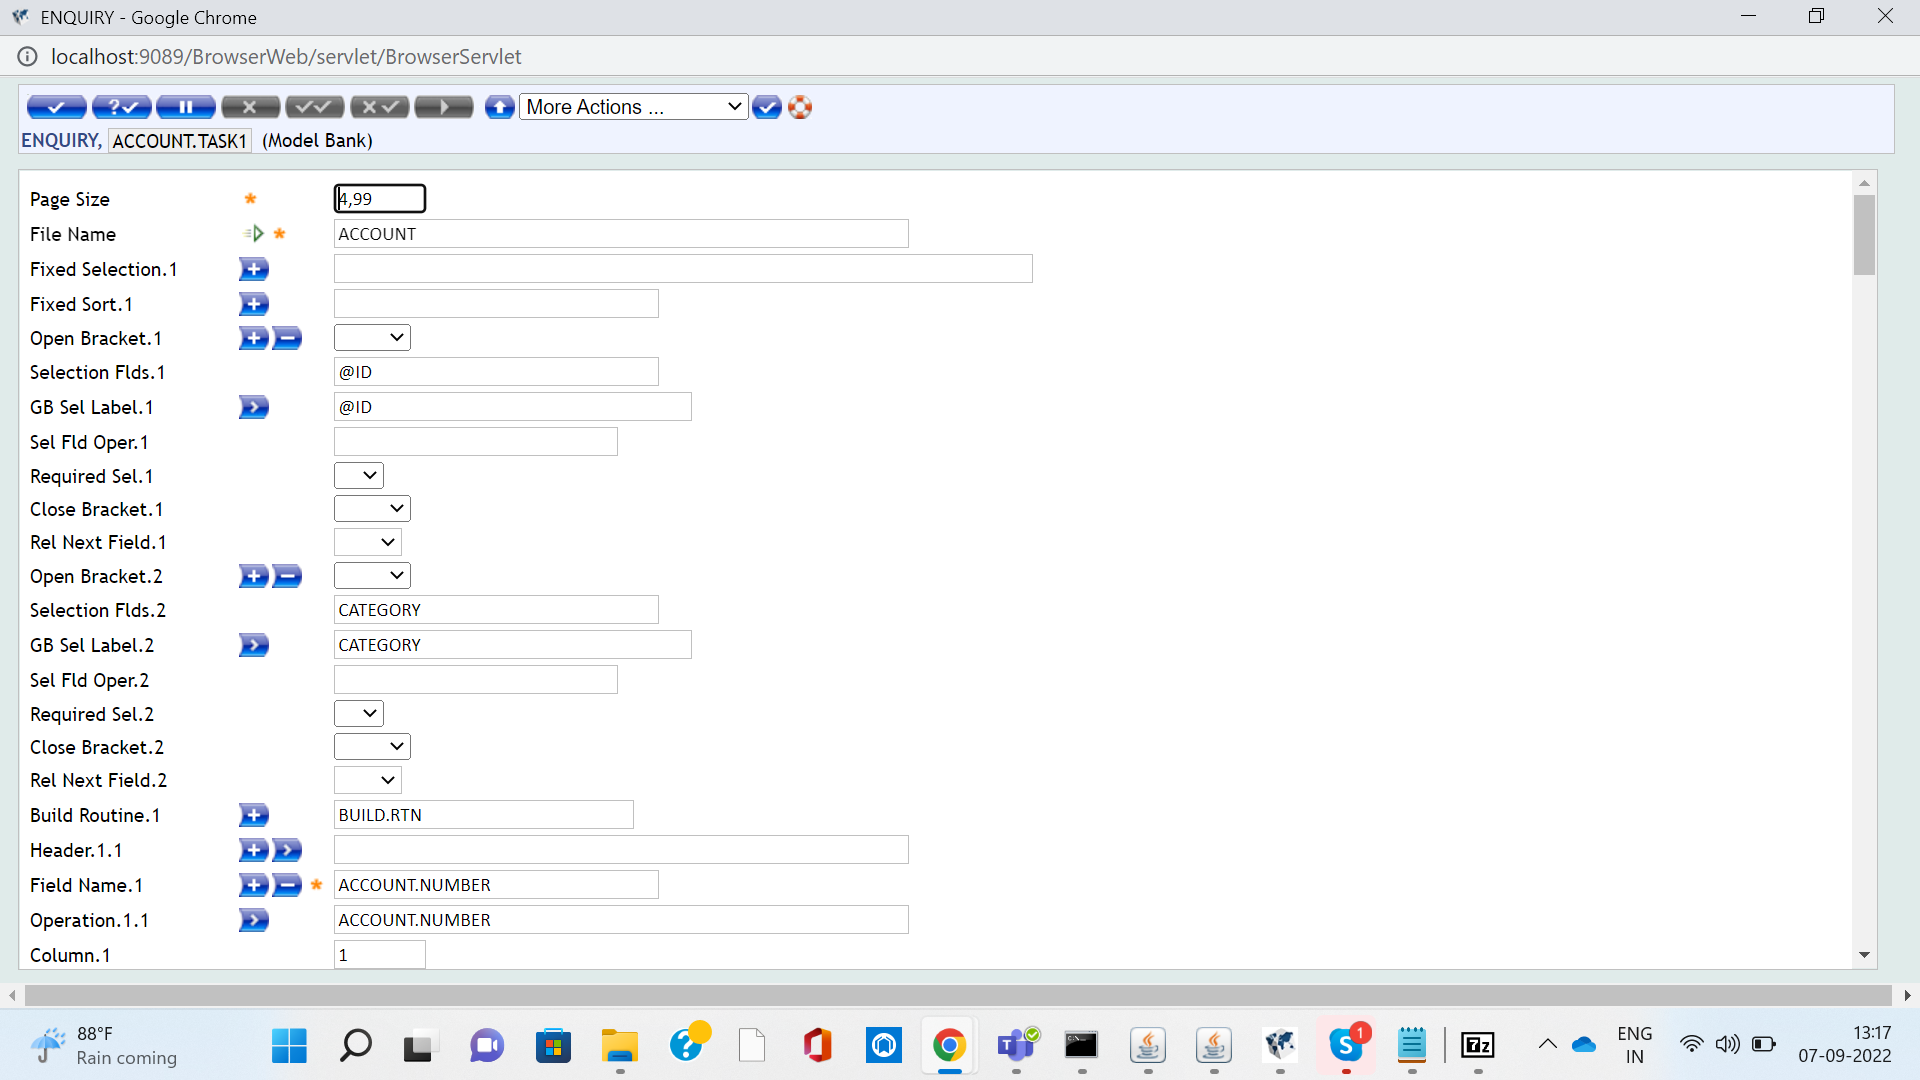 ENQUIRY - Google Chrome
localhost:9089/BrowserWeb/servlet/BrowserServlet
More Actions ...
ENQUIRY, ACCOUNT.TASK1 (Model Bank)
Page Size * 4,99
File Name * ACCOUNT
Fixed Selection.1
Fixed Sort.1
Open Bracket.1
Selection Flds.1 @ID
GB Sel Label.1 @ID
Sel Fld Oper.1
Required Sel.1
Close Bracket.1
Rel Next Field.1
Open Bracket.2
Selection Flds.2 CATEGORY
GB Sel Label.2 CATEGORY
Sel Fld Oper.2
Required Sel.2
Close Bracket.2
Rel Next Field.2
Build Routine.1 BUILD.RTN
Header.1.1
Field Name.1 * ACCOUNT.NUMBER
Operation.1.1 ACCOUNT.NUMBER
Column.1 1
88°F
Rain coming
1
7z
ENG
IN
13:17
07-09-2022